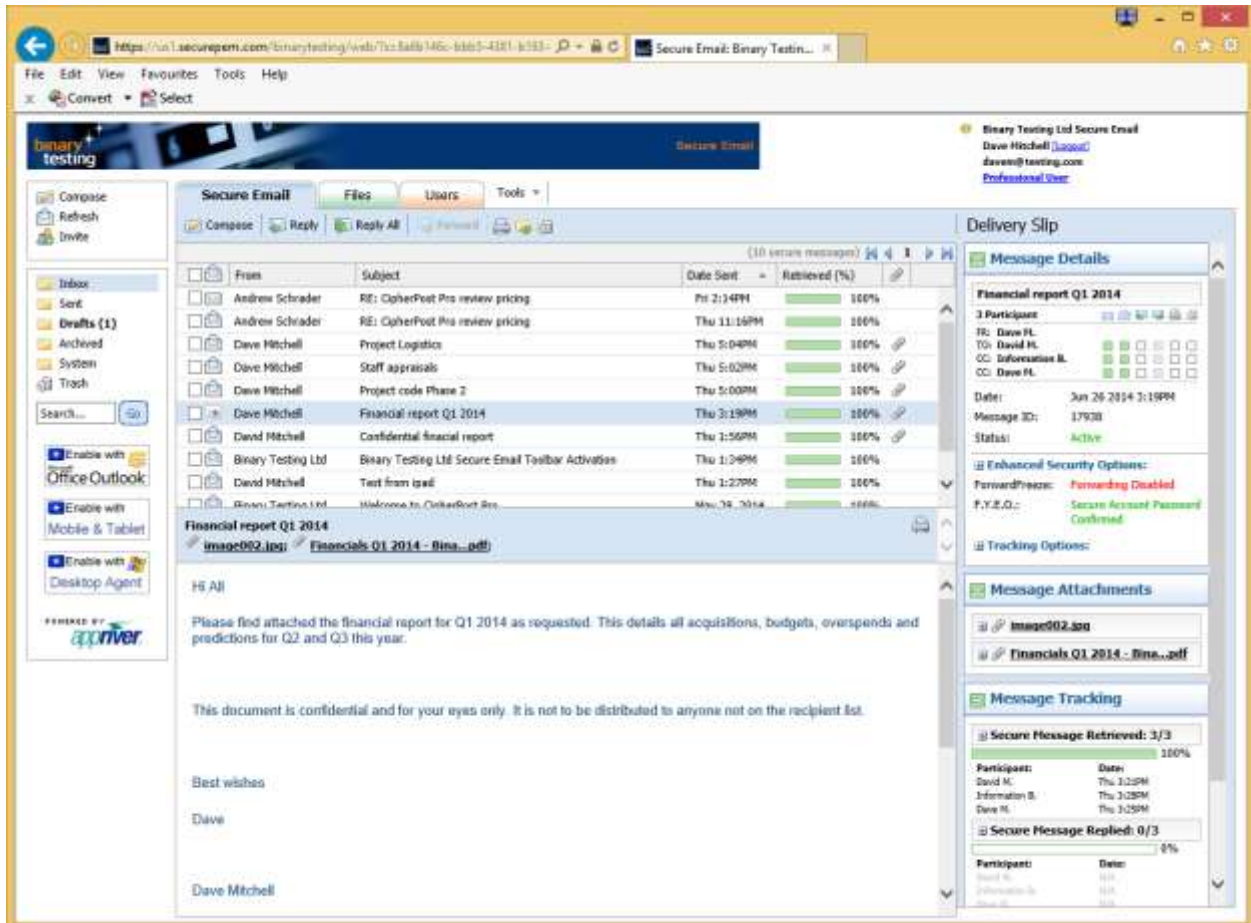 https://us1.securepem.com/binarytesting/web/
Secure Email: Binary Testin...
File Edit View Favourites Tools Help
x Convert Select
binary testing
Secure Email
Binary Testing Ltd Secure Email
Dave Mitchell [Logout]
davem@testing.com
Professional User
Compose
Refresh
Invite
Inbox
Sent
Drafts (1)
Archived
System
Trash
Search... Go
Enable with
Office Outlook
Enable with
Mobile & Tablet
Enable with
Desktop Agent
POWERED BY
appriver
Secure Email Files Users Tools
Compose Reply Reply All Forward
(10 secure messages) 1
From Subject Date Sent Retrieved (%)
Andrew Schrader RE: CipherPost Pro review pricing Fri 2:14PM 100%
Andrew Schrader RE: CipherPost Pro review pricing Thu 11:16PM 100%
Dave Mitchell Project Logistics Thu 5:04PM 100%
Dave Mitchell Staff appraisals Thu 5:02PM 100%
Dave Mitchell Project code Phase 2 Thu 5:00PM 100%
Dave Mitchell Financial report Q1 2014 Thu 3:19PM 100%
David Mitchell Confidential finacial report Thu 1:56PM 100%
Binary Testing Ltd Binary Testing Ltd Secure Email Toolbar Activation Thu 1:34PM 100%
David Mitchell Test from ipad Thu 1:27PM 100%
Binary Testing Ltd Welcome to CipherPost Pro May 29, 2014 100%
Financial report Q1 2014
image002.jpg; Financials Q1 2014 - Bina...pdf;
Hi All
Please find attached the financial report for Q1 2014 as requested. This details all acquisitions, budgets, overspends and
predictions for Q2 and Q3 this year.
This document is confidential and for your eyes only. It is not to be distributed to anyone not on the recipient list.
Best wishes
Dave
Dave Mitchell
Delivery Slip
Message Details
Financial report Q1 2014
3 Participant
FR: Dave M.
TO: David M.
CC: Information B.
CC: Dave M.
Date: Jun 26 2014 3:19PM
Message ID: 17938
Status: Active
Enhanced Security Options:
ForwardFreeze: Forwarding Disabled
F.Y.E.O.: Secure Account Password
Confirmed
Tracking Options:
Message Attachments
image002.jpg
Financials Q1 2014 - Bina...pdf
Message Tracking
Secure Message Retrieved: 3/3
100%
Participant: Date:
David M. Thu 3:21PM
Information B. Thu 3:28PM
Dave M. Thu 3:25PM
Secure Message Replied: 0/3
0%
Participant: Date:
David M. N/A
Information B. N/A